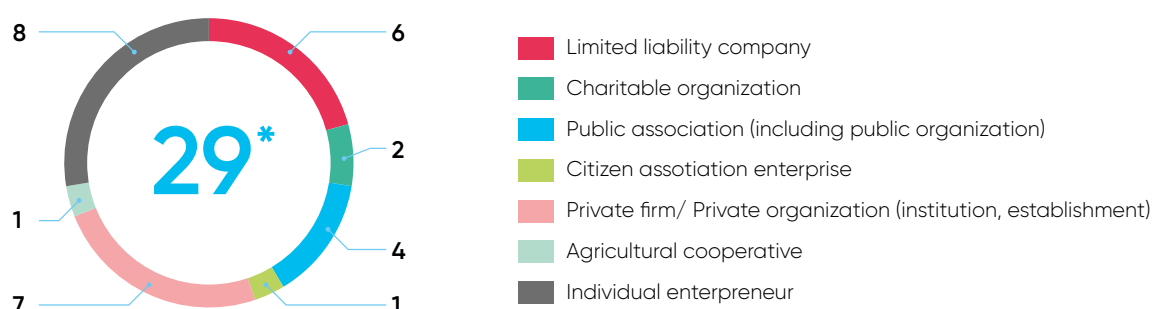 8
6
29*
2
1
4
7
1
Limited liability company
Charitable organization
Public association (including public organization)
Citizen assotiation enterprise
Private firm/ Private organization (institution, establishment)
Agricultural cooperative
Individual enterpreneur